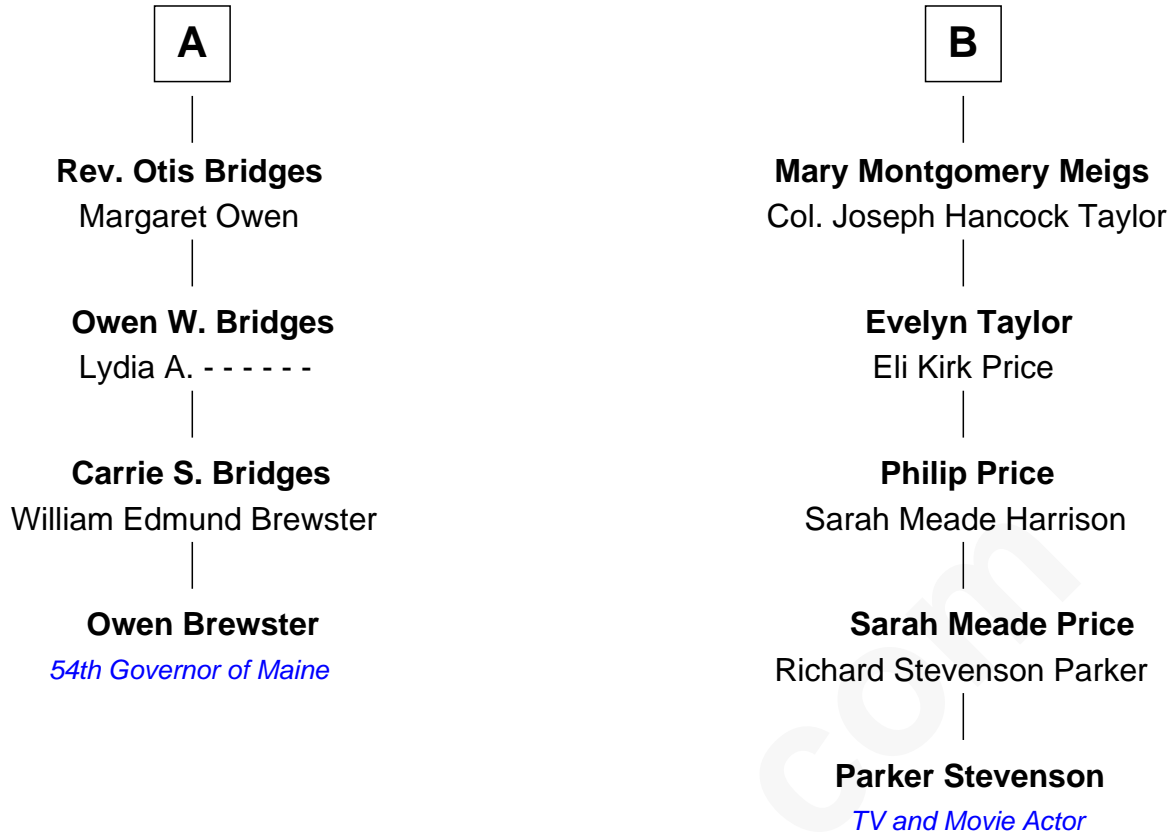 A
Rev. Otis Bridges
Margaret Owen
Owen W. Bridges
Lydia A. - - - - - -
Carrie S. Bridges
William Edmund Brewster
Owen Brewster
54th Governor of Maine
B
Mary Montgomery Meigs
Col. Joseph Hancock Taylor
Evelyn Taylor
Eli Kirk Price
Philip Price
Sarah Meade Harrison
Sarah Meade Price
Richard Stevenson Parker
Parker Stevenson
TV and Movie Actor
com